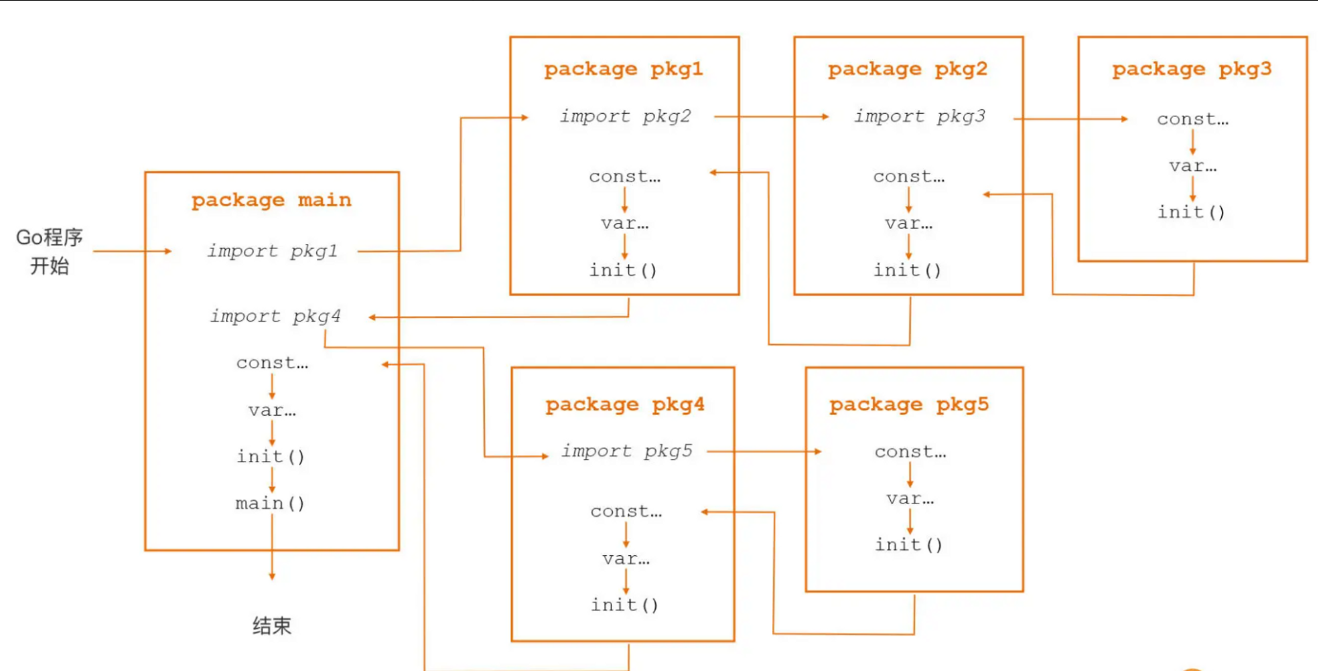 Go程序
开始
package main
import pkg1
import pkg4
const…
var…
init()
main()
结束
package pkg1
import pkg2
const…
var…
init()
package pkg2
import pkg3
const…
var…
init()
package pkg3
const…
var…
init()
package pkg4
import pkg5
const…
var…
init()
package pkg5
const…
var…
init()